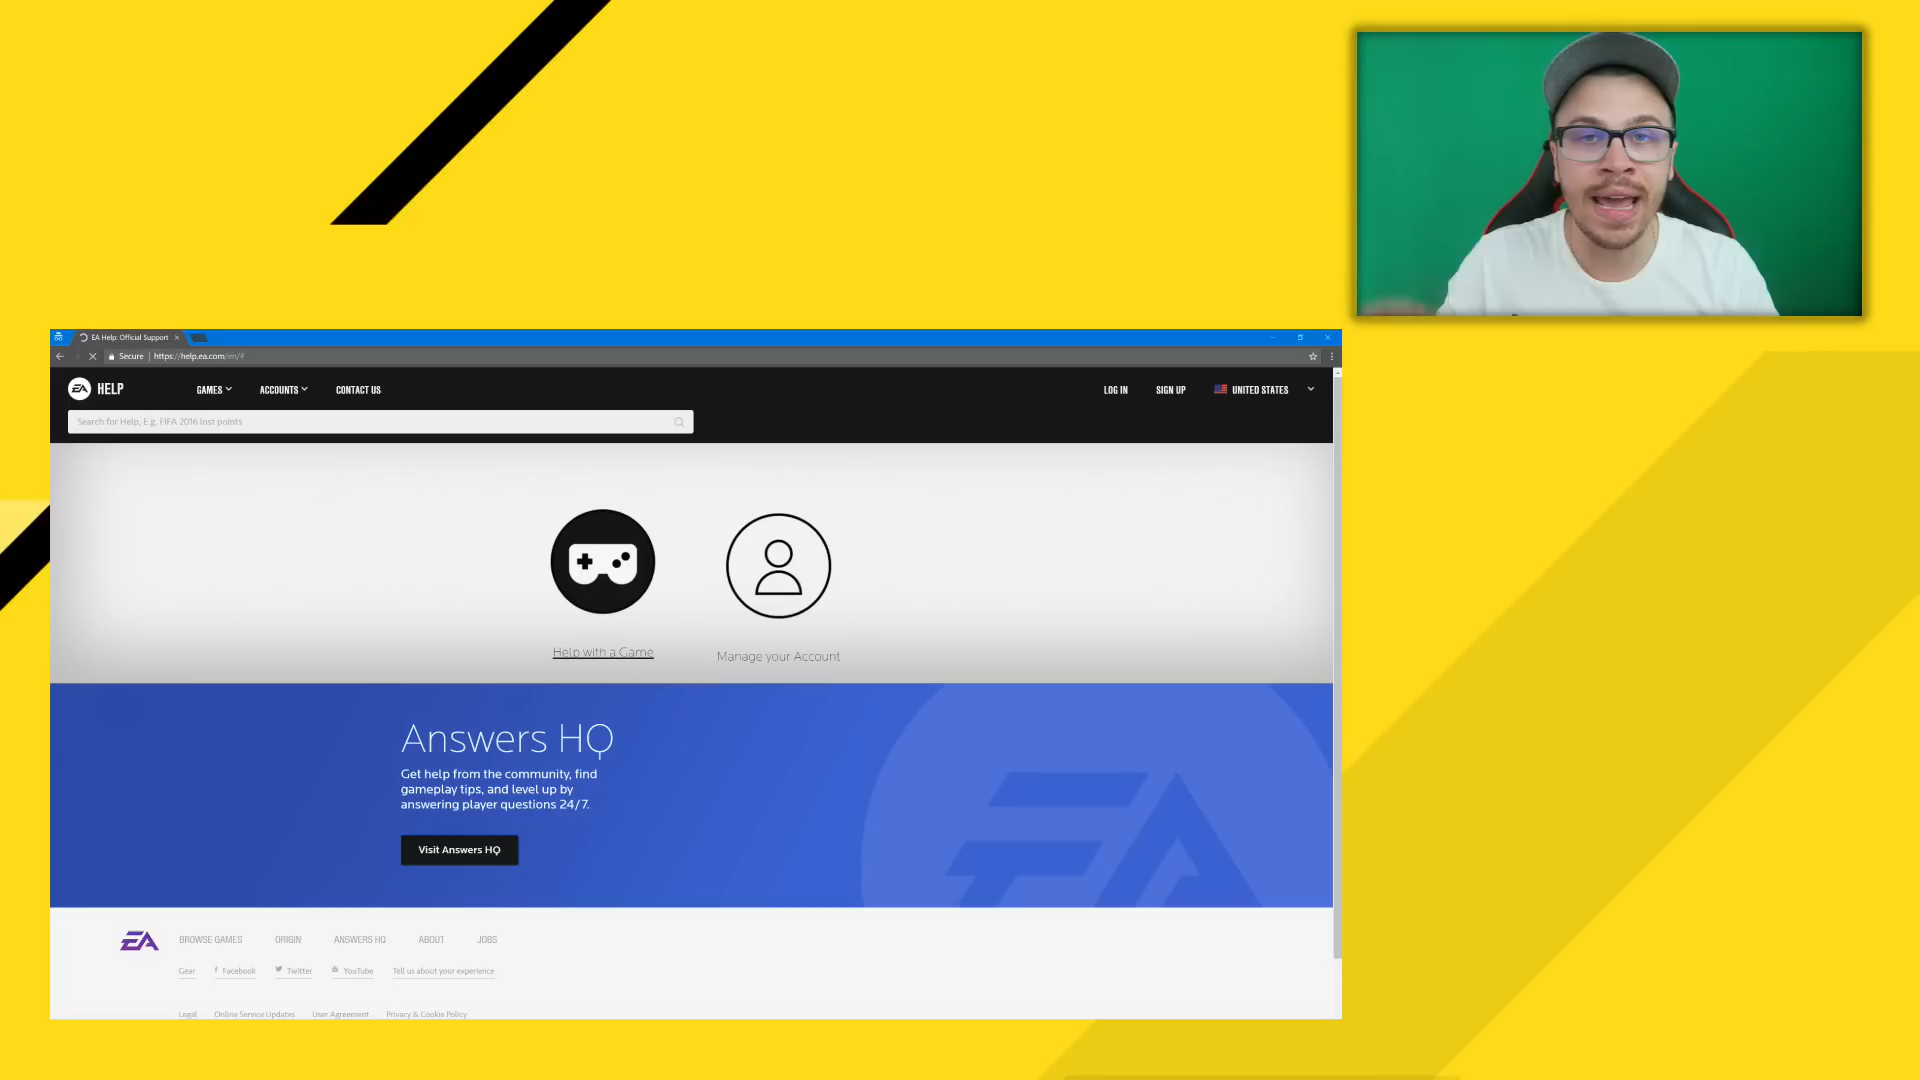 EA Help: Official Support
Secure | https://help.ea.com/en/#
EA HELP GAMES ACCOUNTS CONTACT US LOG IN SIGN UP UNITED STATES
Search for Help, E.g. FIFA 2016 lost points
Help with a Game
Manage your Account
Answers HQ
Get help from the community, find
gameplay tips, and level up by
answering player questions 24/7.
Visit Answers HQ
EA
EA BROWSE GAMES ORIGIN ANSWERS HQ ABOUT JOBS
Gear Facebook Twitter YouTube Tell us about your experience
Legal Online Service Updates User Agreement Privacy & Cookie Policy